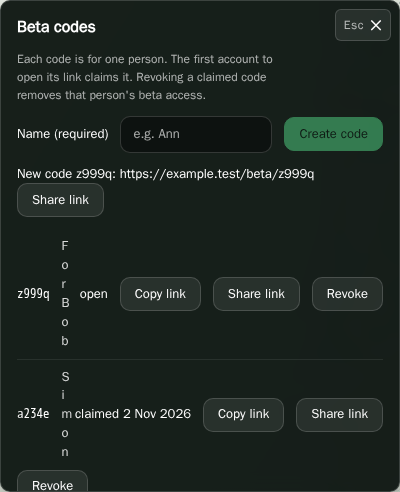 Beta codes
Esc ✕
Each code is for one person. The first account to
open its link claims it. Revoking a claimed code
removes that person's beta access.
Name (required) e.g. Ann Create code
New code z999q: https://example.test/beta/z999q
Share link
z999q For Bob open Copy link Share link Revoke
a234e Simon claimed 2 Nov 2026 Copy link Share link
Revoke